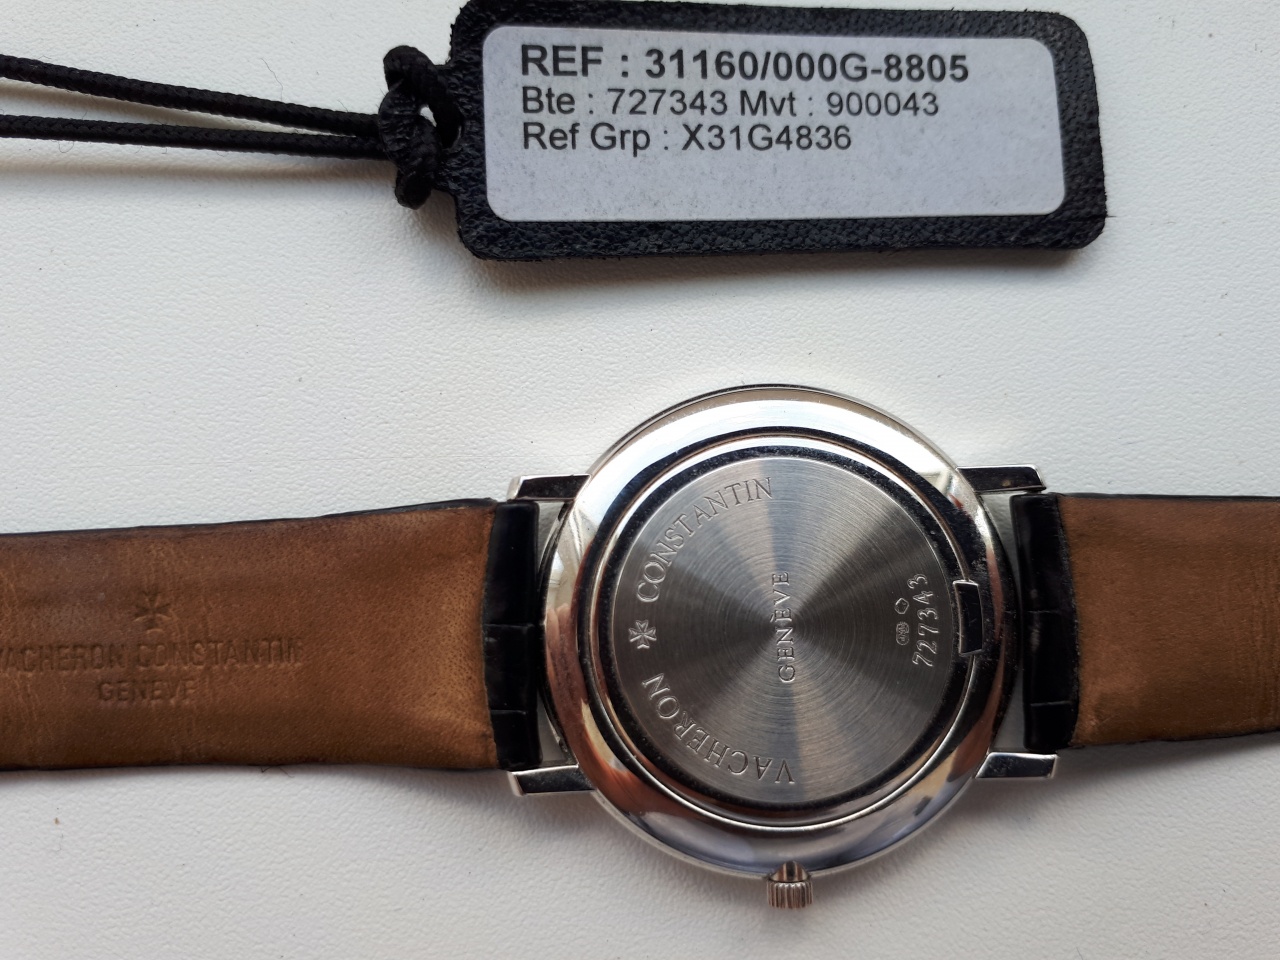 REF : 31160/000G-8805
Bte : 727343 Mvt : 900043
Ref Grp : X31G4836
VACHERON CONSTANTIN
GENÈVE
727343
VACHERON CONSTANTIN
GENEVE